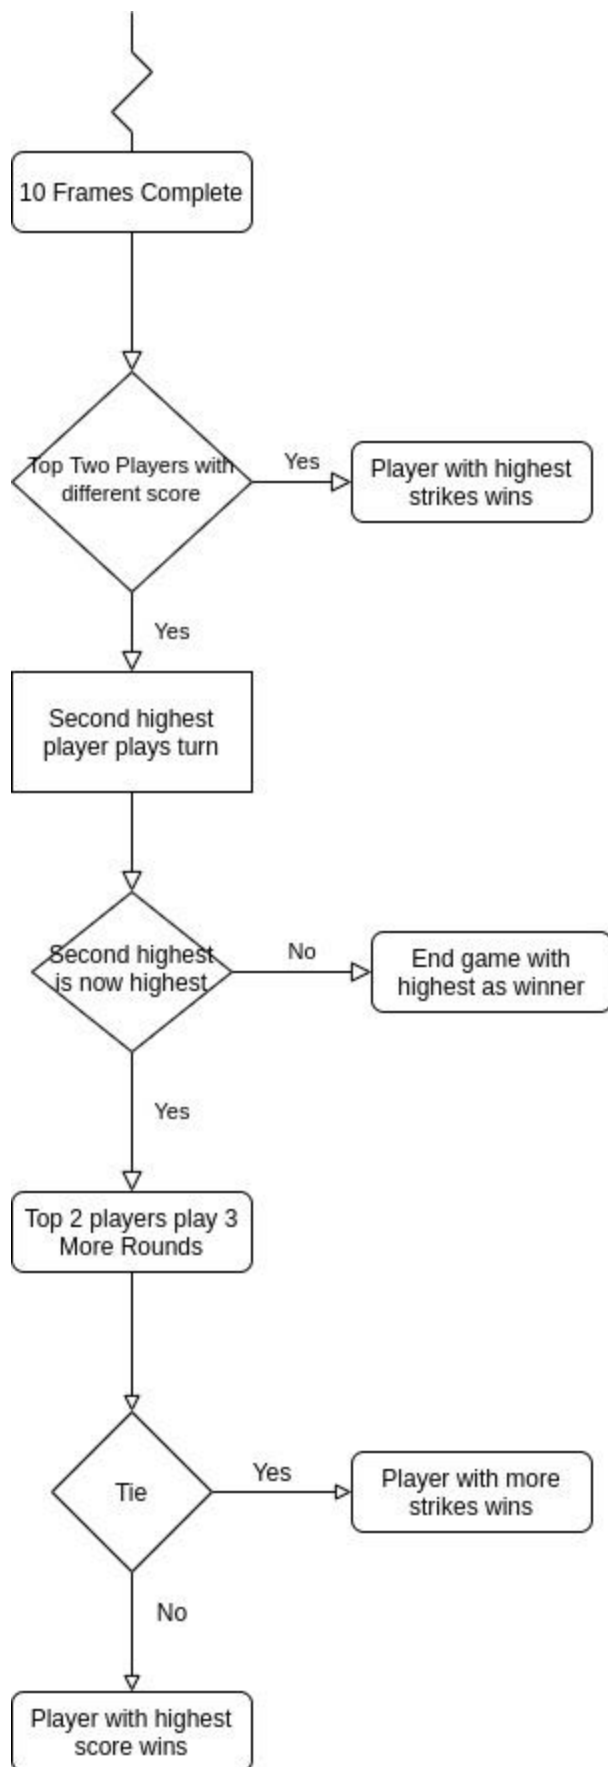 10 Frames Complete
Top Two Players with
different score
Yes
Player with highest
strikes wins
Yes
Second highest
player plays turn
Second highest
is now highest
No
End game with
highest as winner
Yes
Top 2 players play 3
More Rounds
Tie
Yes
Player with more
strikes wins
No
Player with highest
score wins